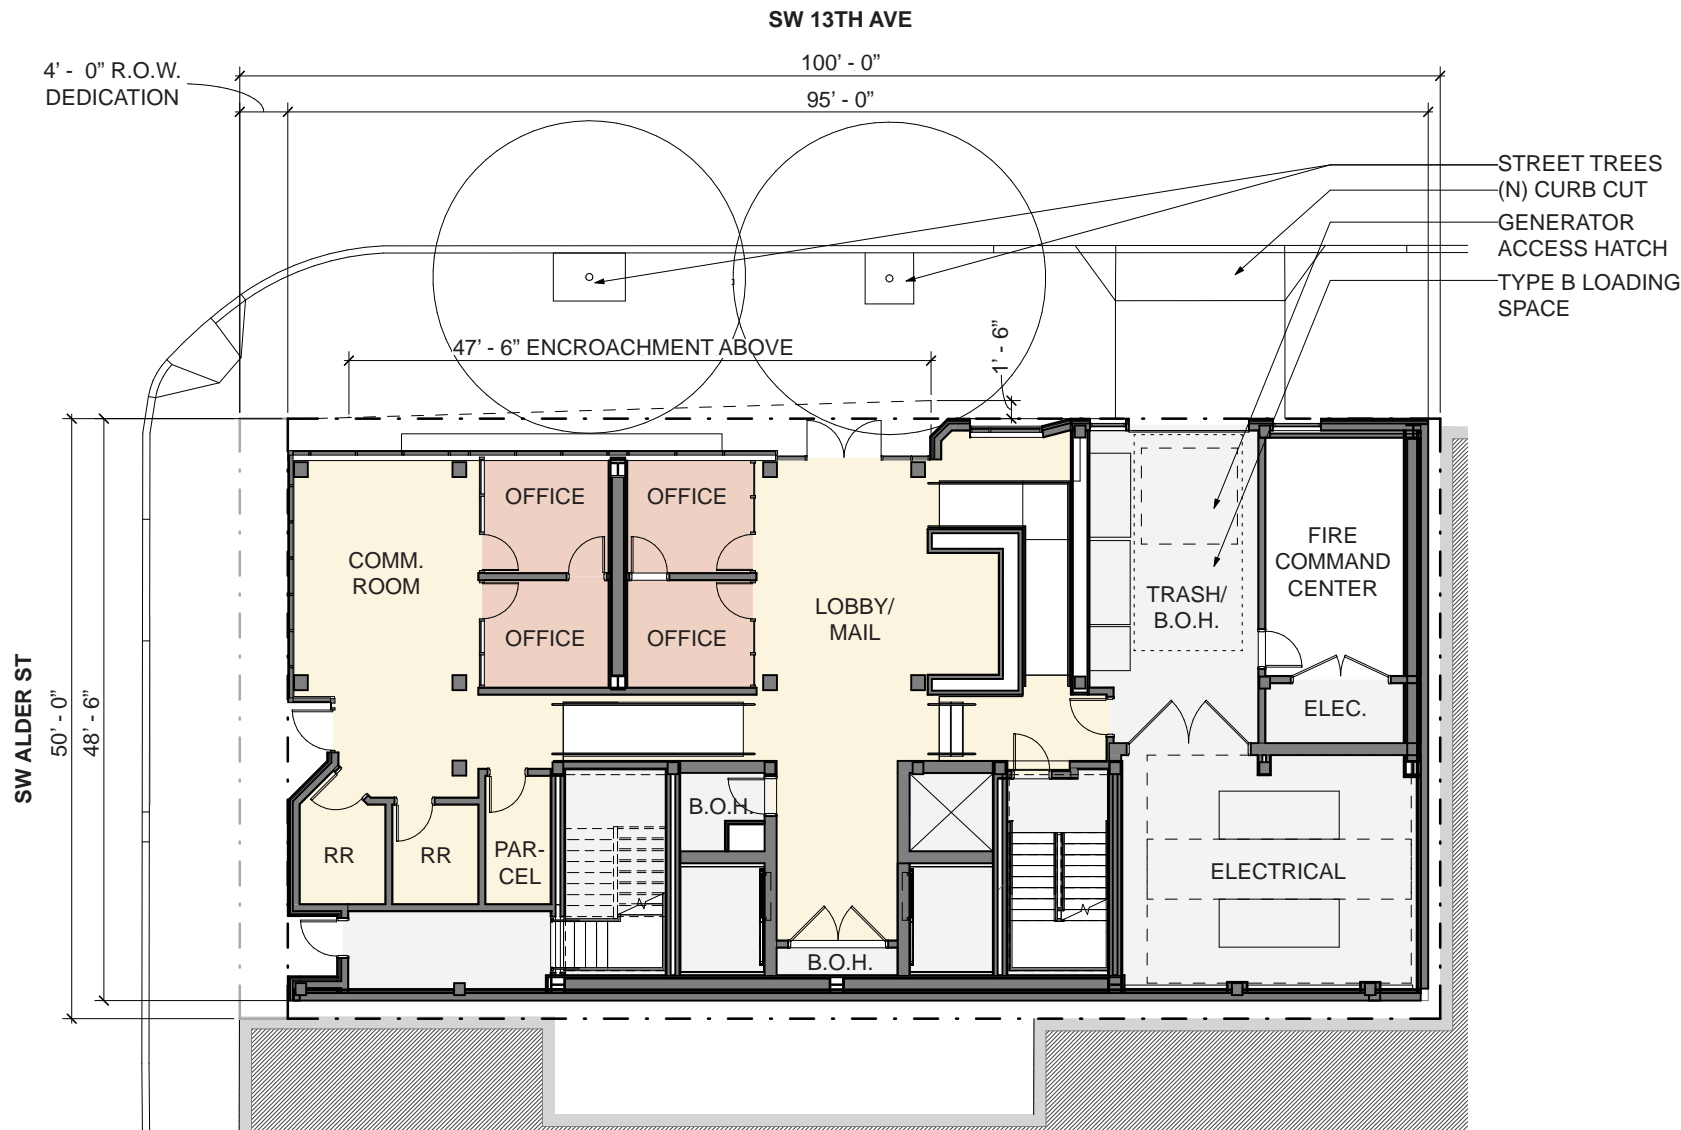 SW 13TH AVE
100’ - 0”
4’ - 0” R.O.W.
DEDICATION
95’ - 0”
STREET TREES
(N) CURB CUT
GENERATOR
ACCESS HATCH
TYPE B LOADING
SPACE
47’ - 6” ENCROACHMENT ABOVE
1’ - 6”
OFFICE
OFFICE
COMM.
ROOM
FIRE
COMMAND
CENTER
TRASH/
B.O.H.
LOBBY/
MAIL
OFFICE
OFFICE
SW ALDER ST
50’ - 0”
48’ - 6”
ELEC.
B.O.H.
RR
RR
PAR-
CEL
ELECTRICAL
B.O.H.